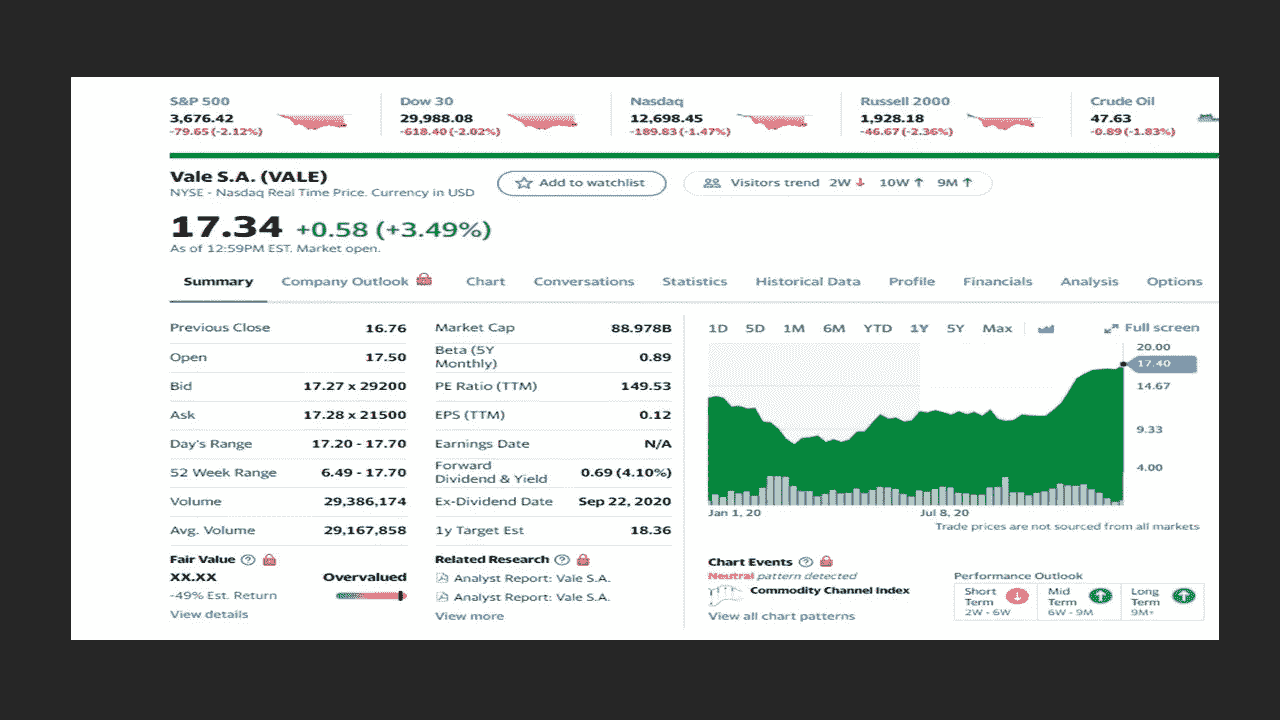 S&P 500 Dow 30 Nasdaq Russell 2000 Crude Oil
3,676.42 29,988.08 12,698.45 1,928.18 47.63
-79.65 (-2.12%) -618.40 (-2.02%) -189.83 (-1.47%) -46.67 (-2.36%) -0.89 (-1.83%)
Vale S.A. (VALE)
NYSE - Nasdaq Real Time Price. Currency in USD
Add to watchlist
Visitors trend 2W ↓ 10W ↑ 9M ↑
17.34 +0.58 (+3.49%)
As of 12:59PM EST. Market open.
Summary Company Outlook Chart Conversations Statistics Historical Data Profile Financials Analysis Options
Previous Close 16.76
Open 17.50
Bid 17.27 x 29200
Ask 17.28 x 21500
Day's Range 17.20 - 17.70
52 Week Range 6.49 - 17.70
Volume 29,386,174
Avg. Volume 29,167,858
Market Cap 88.978B
Beta (5Y
Monthly) 0.89
PE Ratio (TTM) 149.53
EPS (TTM) 0.12
Earnings Date N/A
Forward
Dividend & Yield 0.69 (4.10%)
Ex-Dividend Date Sep 22, 2020
1y Target Est 18.36
1D 5D 1M 6M YTD 1Y 5Y Max Full screen
20.00
17.40
14.67
9.33
4.00
Jan 1, 20 Jul 8, 20
Trade prices are not sourced from all markets
Fair Value
XX.XX Overvalued
-49% Est. Return
View details
Related Research
Analyst Report: Vale S.A.
Analyst Report: Vale S.A.
View more
Chart Events
Neutral pattern detected
Commodity Channel Index
View all chart patterns
Performance Outlook
Short
Term
2W - 6W
Mid
Term
6W - 9M
Long
Term
9M+